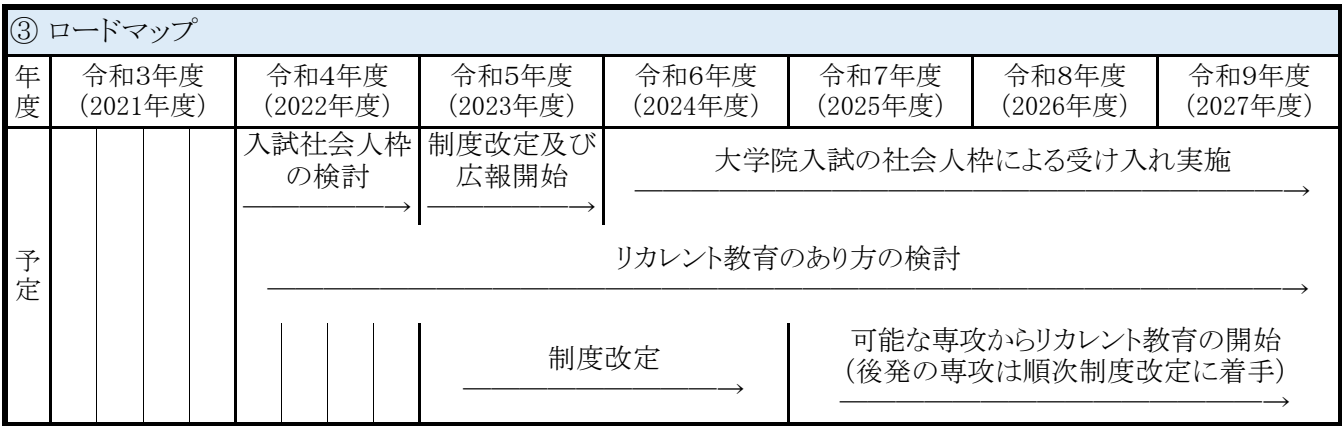 ③ ロードマップ
年度
令和3年度
(2021年度)
令和4年度
(2022年度)
令和5年度
(2023年度)
令和6年度
(2024年度)
令和7年度
(2025年度)
令和8年度
(2026年度)
令和9年度
(2027年度)
予定
入試社会人枠
の検討
制度改定及び
広報開始
大学院入試の社会人枠による受け入れ実施
リカレント教育のあり方の検討
制度改定
可能な専攻からリカレント教育の開始
(後発の専攻は順次制度改定に着手)